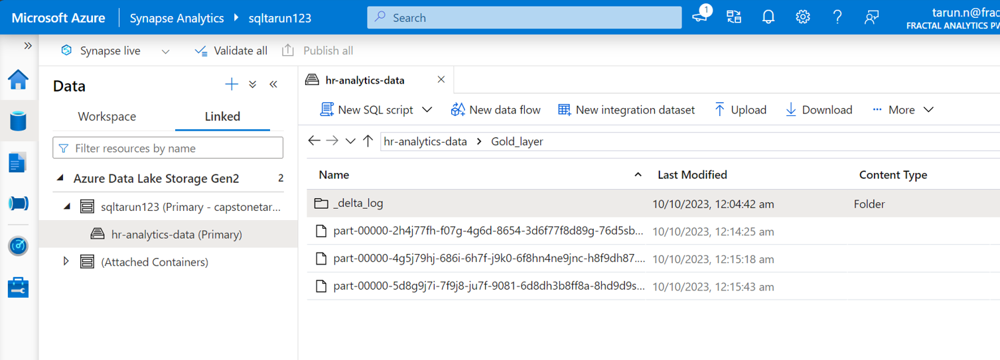 Microsoft Azure
Synapse Analytics
sqltarun123
Search
1
tarun.n@frac
FRACTAL ANALYTICS PW
Synapse live
Validate all
Publish all
Data
Workspace
Linked
Filter resources by name
Azure Data Lake Storage Gen2 2
sqltarun123 (Primary - capstonetar...
hr-analytics-data (Primary)
(Attached Containers)
hr-analytics-data
New SQL script
New data flow
New integration dataset
Upload
Download
More
hr-analytics-data > Gold_layer
Name Last Modified Content Type
_delta_log 10/10/2023, 12:04:42 am Folder
part-00000-2h4j77fh-f07g-4g6d-8654-3d6f77f8d89g-76d5sb... 10/10/2023, 12:14:25 am
part-00000-4g5j79hj-686i-6h7f-j9k0-6f8hn4ne9jnc-h8f9dh87.... 10/10/2023, 12:15:18 am
part-00000-5d8g9j7i-7f9j8-ju7f-9081-6d8dh3b8ff8a-8hd9d9s... 10/10/2023, 12:15:43 am